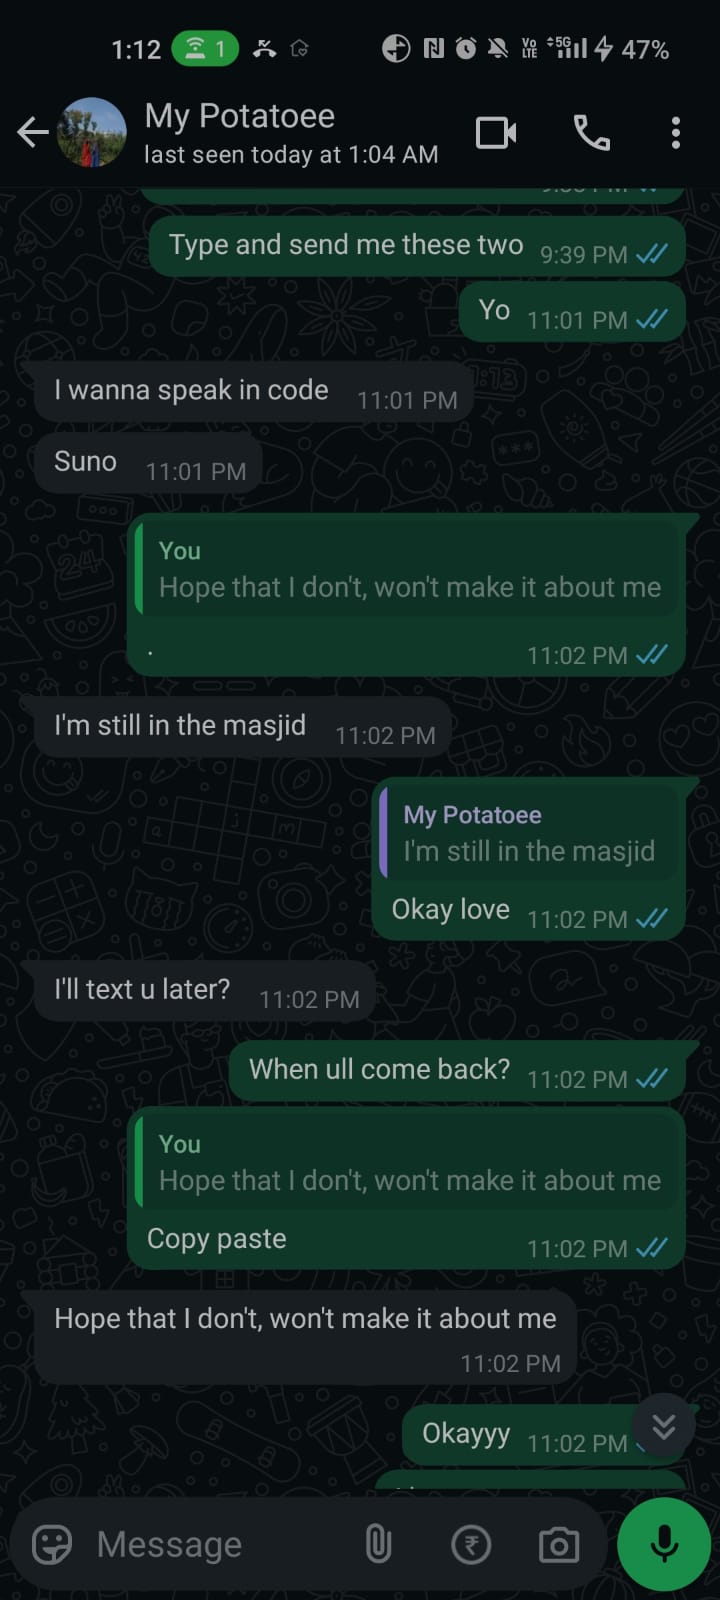 1:12 1 47%
My Potatoee
last seen today at 1:04 AM
Type and send me these two 9:39 PM
Yo 11:01 PM
I wanna speak in code 11:01 PM
Suno 11:01 PM
You
Hope that I don't, won't make it about me
. 11:02 PM
I'm still in the masjid 11:02 PM
My Potatoee
I'm still in the masjid
Okay love 11:02 PM
I'll text u later? 11:02 PM
When ull come back? 11:02 PM
You
Hope that I don't, won't make it about me
Copy paste 11:02 PM
Hope that I don't, won't make it about me
11:02 PM
Okayyy 11:02 PM
Message